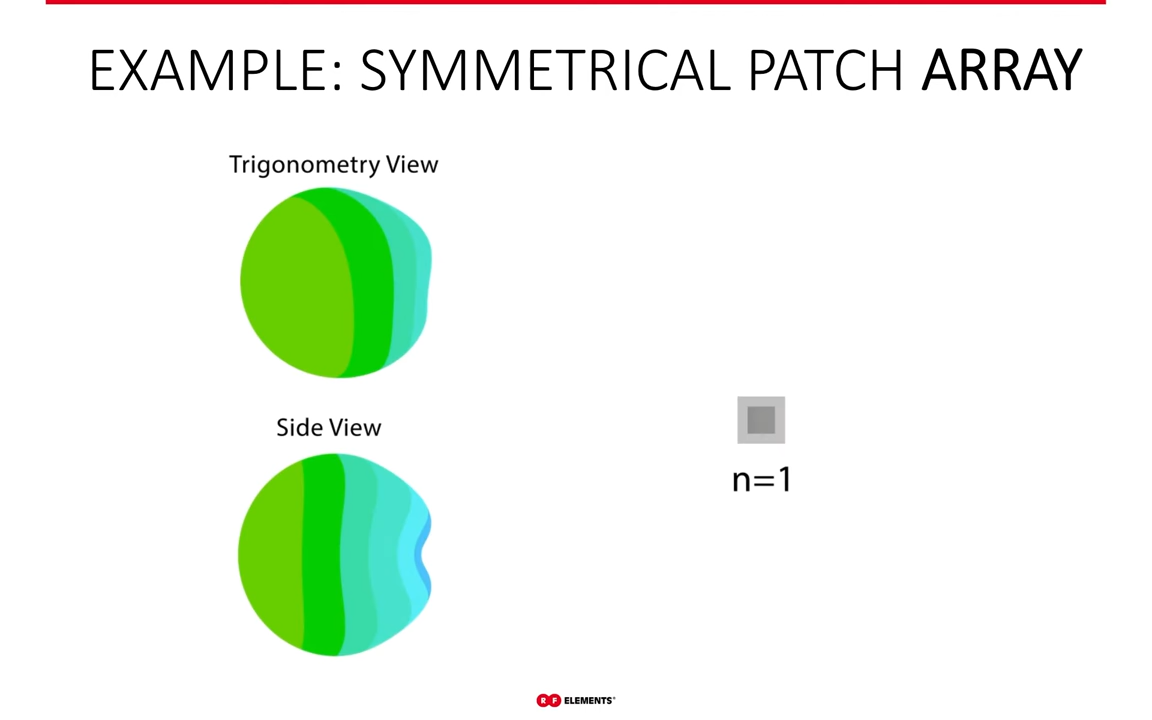 EXAMPLE: SYMMETRICAL PATCH ARRAY
Trigonometry View
Side View
n=1
RF ELEMENTS